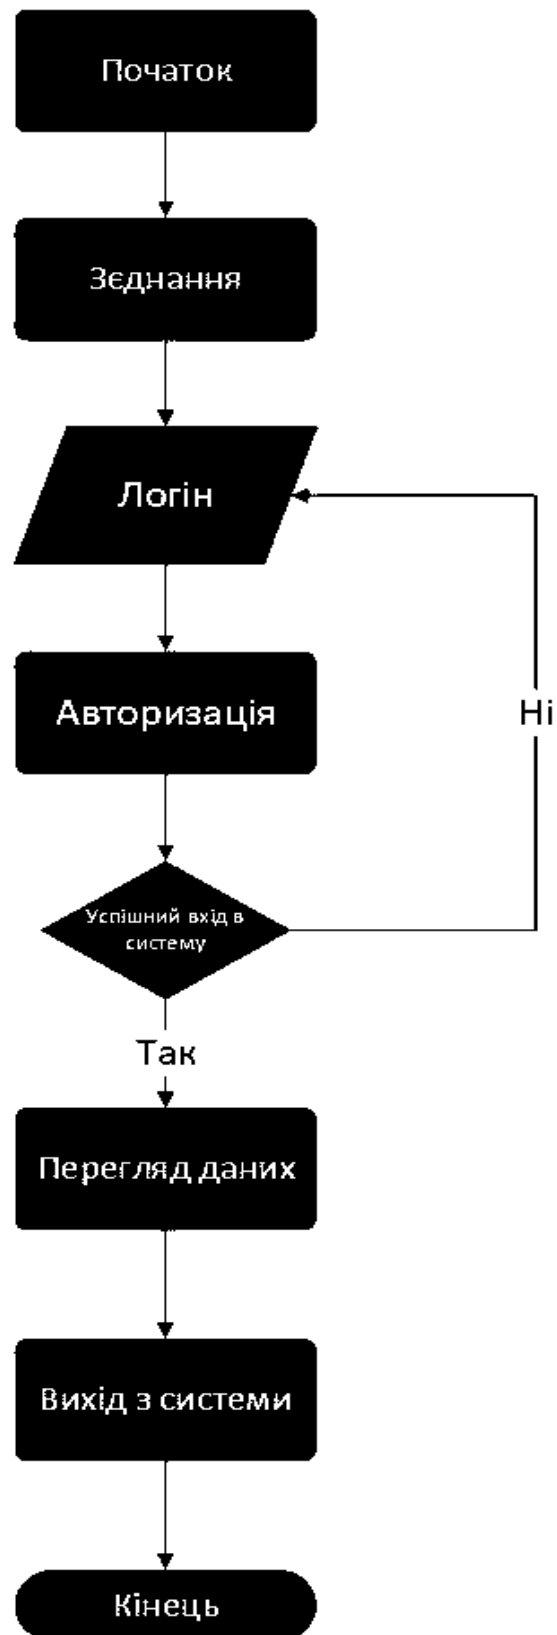 Початок
Зєднання
Логін
Авторизація
Ні
Успішний вхід в
систему
Так
Перегляд даних
Вихід з системи
Кінець